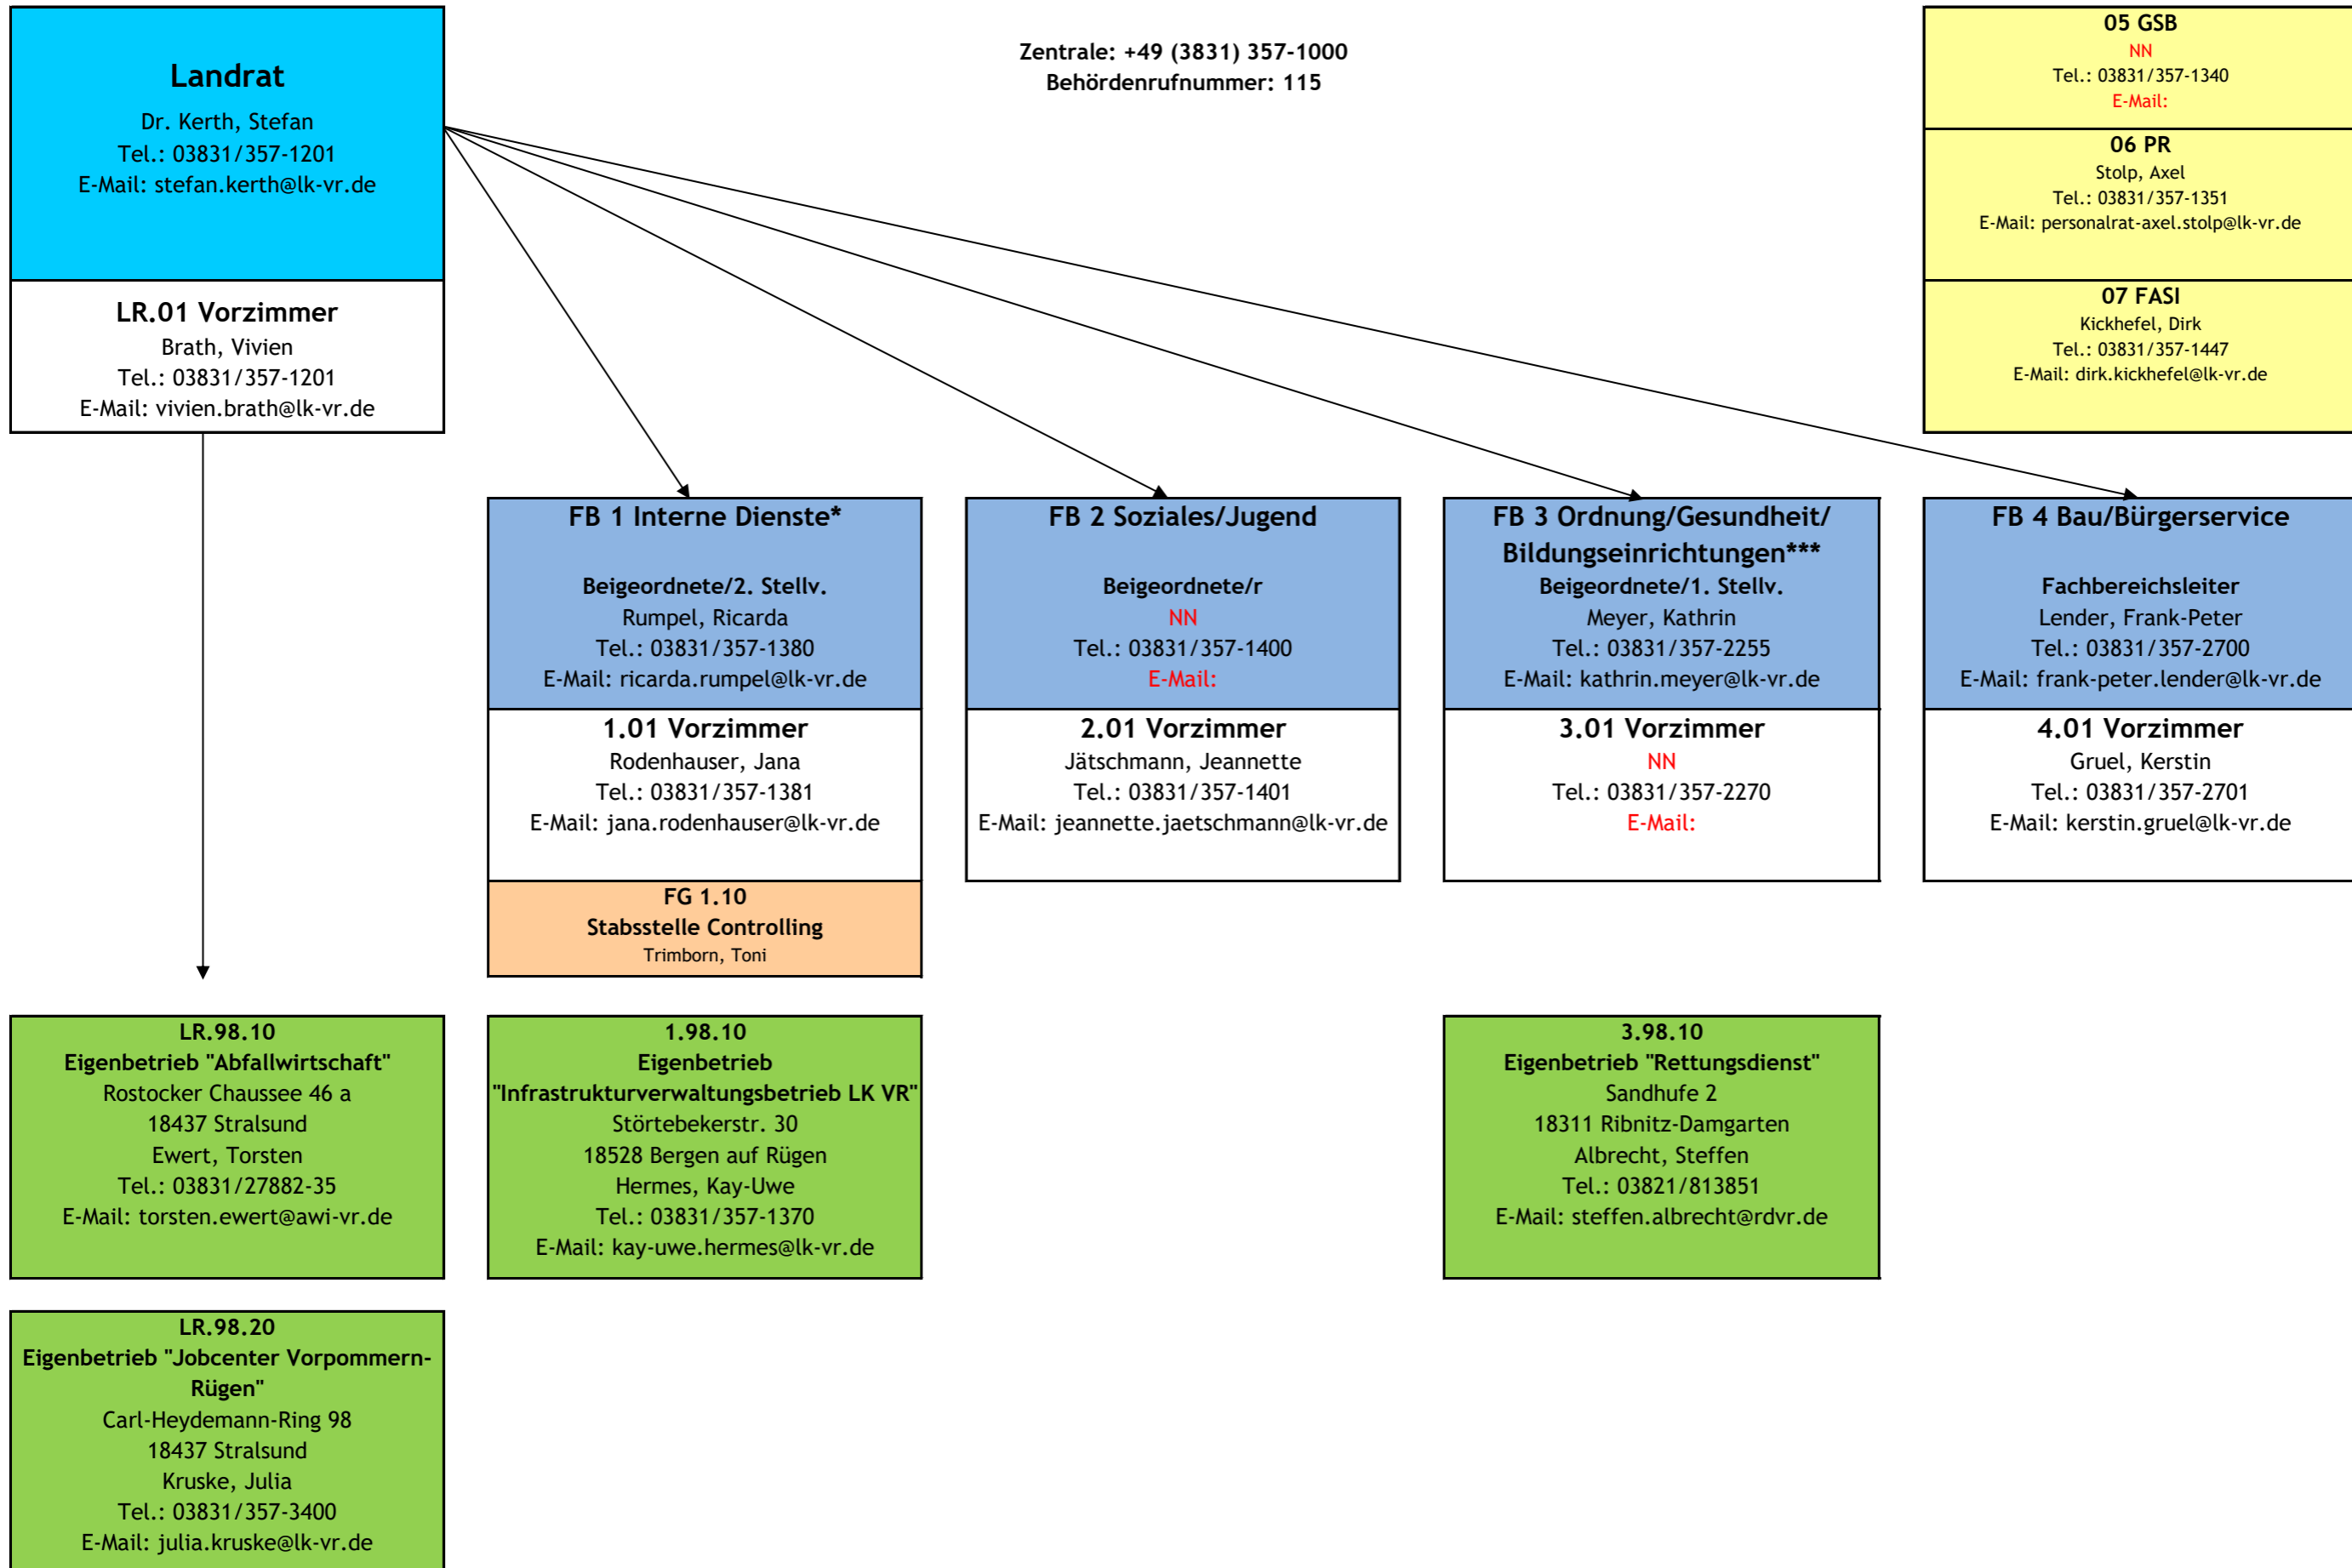 Landrat
Dr. Kerth, Stefan
Tel.: 03831/357-1201
E-Mail: stefan.kerth@lk-vr.de
LR.01 Vorzimmer
Brath, Vivien
Tel.: 03831/357-1201
E-Mail: vivien.brath@lk-vr.de
Zentrale: +49 (3831) 357-1000
Behördenrufnummer: 115
05 GSB
NN
Tel.: 03831/357-1340
E-Mail:
06 PR
Stolp, Axel
Tel.: 03831/357-1351
E-Mail: personalrat-axel.stolp@lk-vr.de
07 FASI
Kickhefel, Dirk
Tel.: 03831/357-1447
E-Mail: dirk.kickhefel@lk-vr.de
FB 1 Interne Dienste*
Beigeordnete/2. Stellv.
Rumpel, Ricarda
Tel.: 03831/357-1380
E-Mail: ricarda.rumpel@lk-vr.de
1.01 Vorzimmer
Rodenhauser, Jana
Tel.: 03831/357-1381
E-Mail: jana.rodenhauser@lk-vr.de
FG 1.10
Stabsstelle Controlling
Trimborn, Toni
FB 2 Soziales/Jugend
Beigeordnete/r
NN
Tel.: 03831/357-1400
E-Mail:
2.01 Vorzimmer
Jätschmann, Jeannette
Tel.: 03831/357-1401
E-Mail: jeannette.jaetschmann@lk-vr.de
FB 3 Ordnung/Gesundheit/
Bildungseinrichtungen***
Beigeordnete/1. Stellv.
Meyer, Kathrin
Tel.: 03831/357-2255
E-Mail: kathrin.meyer@lk-vr.de
3.01 Vorzimmer
NN
Tel.: 03831/357-2270
E-Mail:
FB 4 Bau/Bürgerservice
Fachbereichsleiter
Lender, Frank-Peter
Tel.: 03831/357-2700
E-Mail: frank-peter.lender@lk-vr.de
4.01 Vorzimmer
Gruel, Kerstin
Tel.: 03831/357-2701
E-Mail: kerstin.gruel@lk-vr.de
LR.98.10
Eigenbetrieb "Abfallwirtschaft"
Rostocker Chaussee 46 a
18437 Stralsund
Ewert, Torsten
Tel.: 03831/27882-35
E-Mail: torsten.ewert@awi-vr.de
1.98.10
Eigenbetrieb
"Infrastrukturverwaltungsbetrieb LK VR"
Störtebekerstr. 30
18528 Bergen auf Rügen
Hermes, Kay-Uwe
Tel.: 03831/357-1370
E-Mail: kay-uwe.hermes@lk-vr.de
3.98.10
Eigenbetrieb "Rettungsdienst"
Sandhufe 2
18311 Ribnitz-Damgarten
Albrecht, Steffen
Tel.: 03821/813851
E-Mail: steffen.albrecht@rdvr.de
LR.98.20
Eigenbetrieb "Jobcenter Vorpommern-
Rügen"
Carl-Heydemann-Ring 98
18437 Stralsund
Kruske, Julia
Tel.: 03831/357-3400
E-Mail: julia.kruske@lk-vr.de